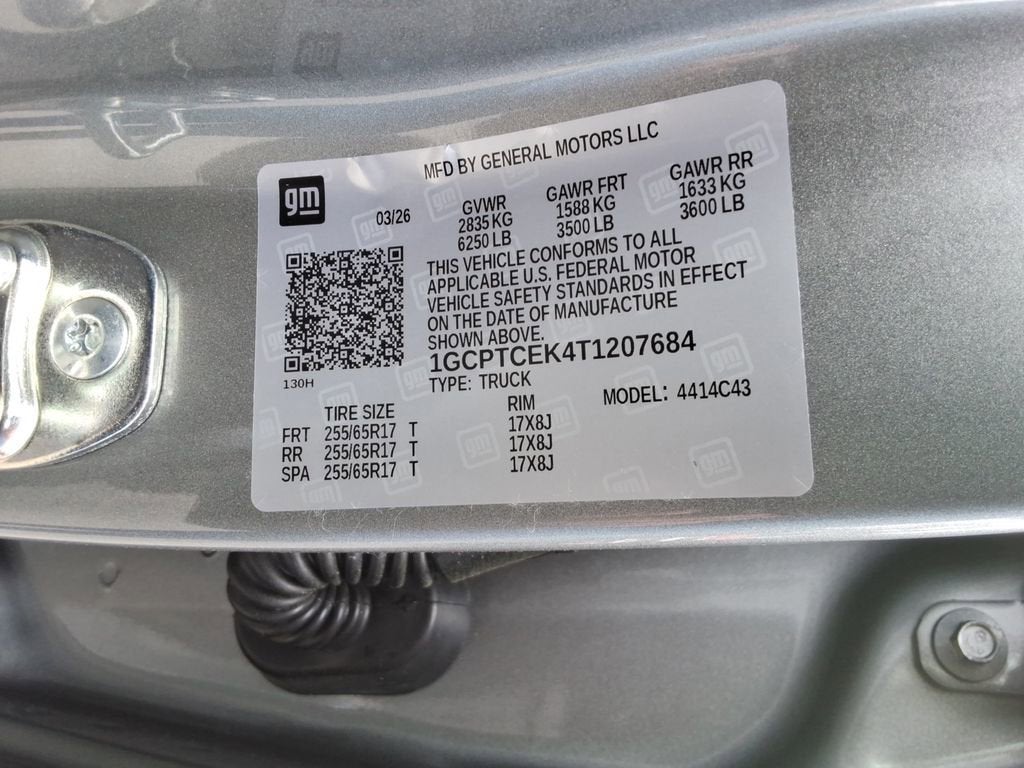 gm
MFD BY GENERAL MOTORS LLC
03/26
GVWR
2835 KG
6250 LB
GAWR FRT
1588 KG
3500 LB
GAWR RR
1633 KG
3600 LB
THIS VEHICLE CONFORMS TO ALL
APPLICABLE U.S. FEDERAL MOTOR
VEHICLE SAFETY STANDARDS IN EFFECT
ON THE DATE OF MANUFACTURE
SHOWN ABOVE.
130H
1GCPTCEK4T1207684
TYPE: TRUCK
MODEL: 4414C43
TIRE SIZE RIM
FRT 255/65R17 T 17X8J
RR 255/65R17 T 17X8J
SPA 255/65R17 T 17X8J